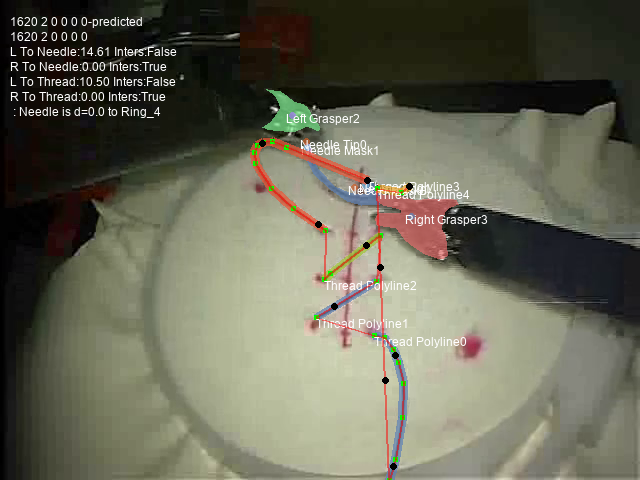 1620 2 0 0 0 0-predicted
1620 2 0 0 0 0
L To Needle:14.61 Inters:False
R To Needle:0.00 Inters:True
L To Thread:10.50 Inters:False
R To Thread:0.00 Inters:True
: Needle is d=0.0 to Ring_4
Left Grasper2
Needle Tip0
Needle Mask1
Thread Polyline4
Right Grasper3
Thread Polyline2
Thread Polyline1
Thread Polyline0